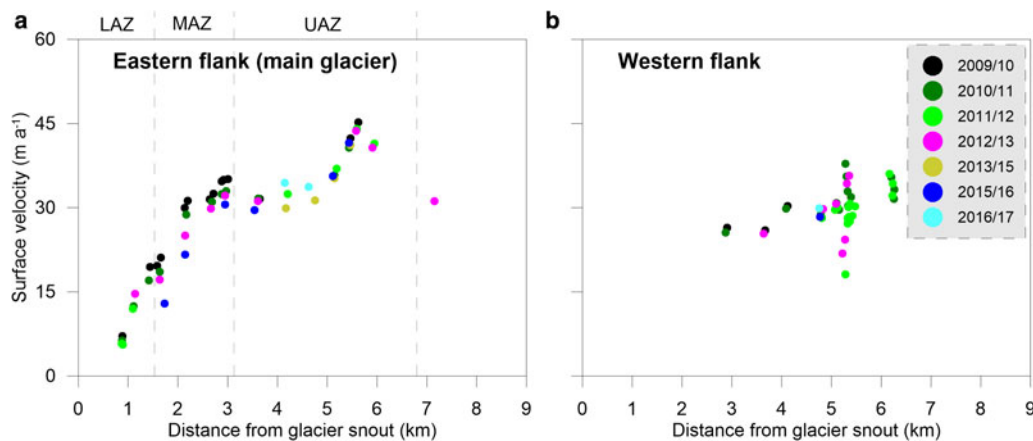 a
LAZ MAZ UAZ
b
Eastern flank (main glacier)
Western flank
60
45
30
15
0
Surface velocity (m a⁻¹)
0 1 2 3 4 5 6 7 8 9
Distance from glacier snout (km)
0 1 2 3 4 5 6 7 8 9
Distance from glacier snout (km)
2009/10
2010/11
2011/12
2012/13
2013/15
2015/16
2016/17